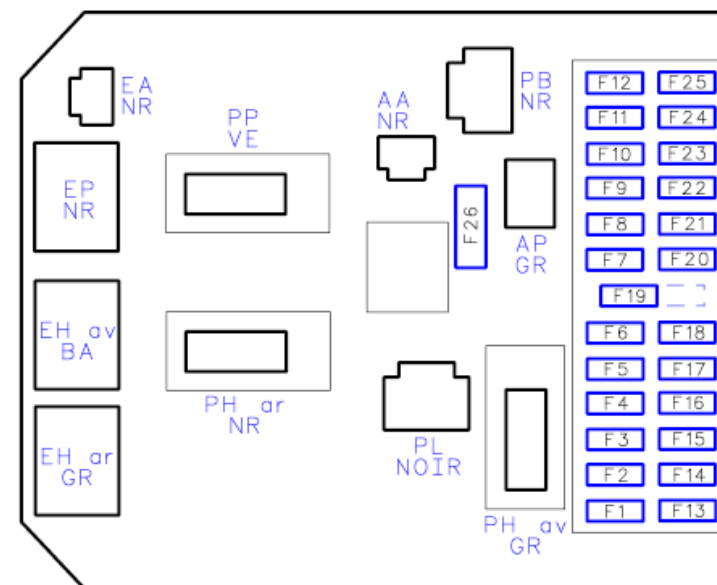 EA
NR
PP
VE
AA
NR
PB
NR
EP
NR
F26
AP
GR
EH av
BA
PH ar
NR
EH ar
GR
PL
NOIR
PH av
GR
F12 F25
F11 F24
F10 F23
F9 F22
F8 F21
F7 F20
F19
F6 F18
F5 F17
F4 F16
F3 F15
F2 F14
F1 F13